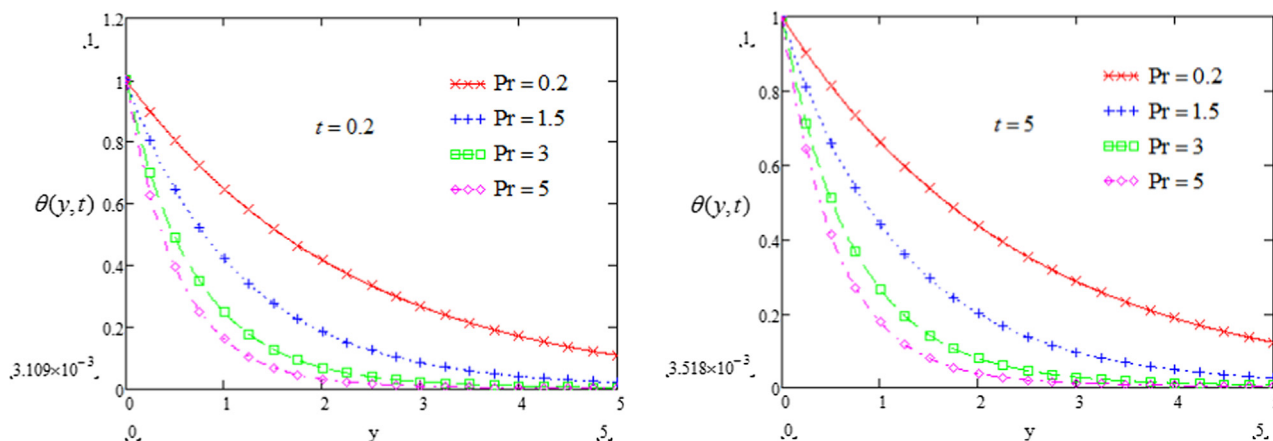 1.2
1
1
0.8
0.6
0.4
0.2
0
θ(y,t)
3.109×10⁻³
t = 0.2
Pr = 0.2
Pr = 1.5
Pr = 3
Pr = 5
0 1 2 3 4 5
0 y 5
1
1
0.8
0.6
0.4
0.2
0
θ(y,t)
3.518×10⁻³
t = 5
Pr = 0.2
Pr = 1.5
Pr = 3
Pr = 5
0 1 2 3 4 5
0 y 5